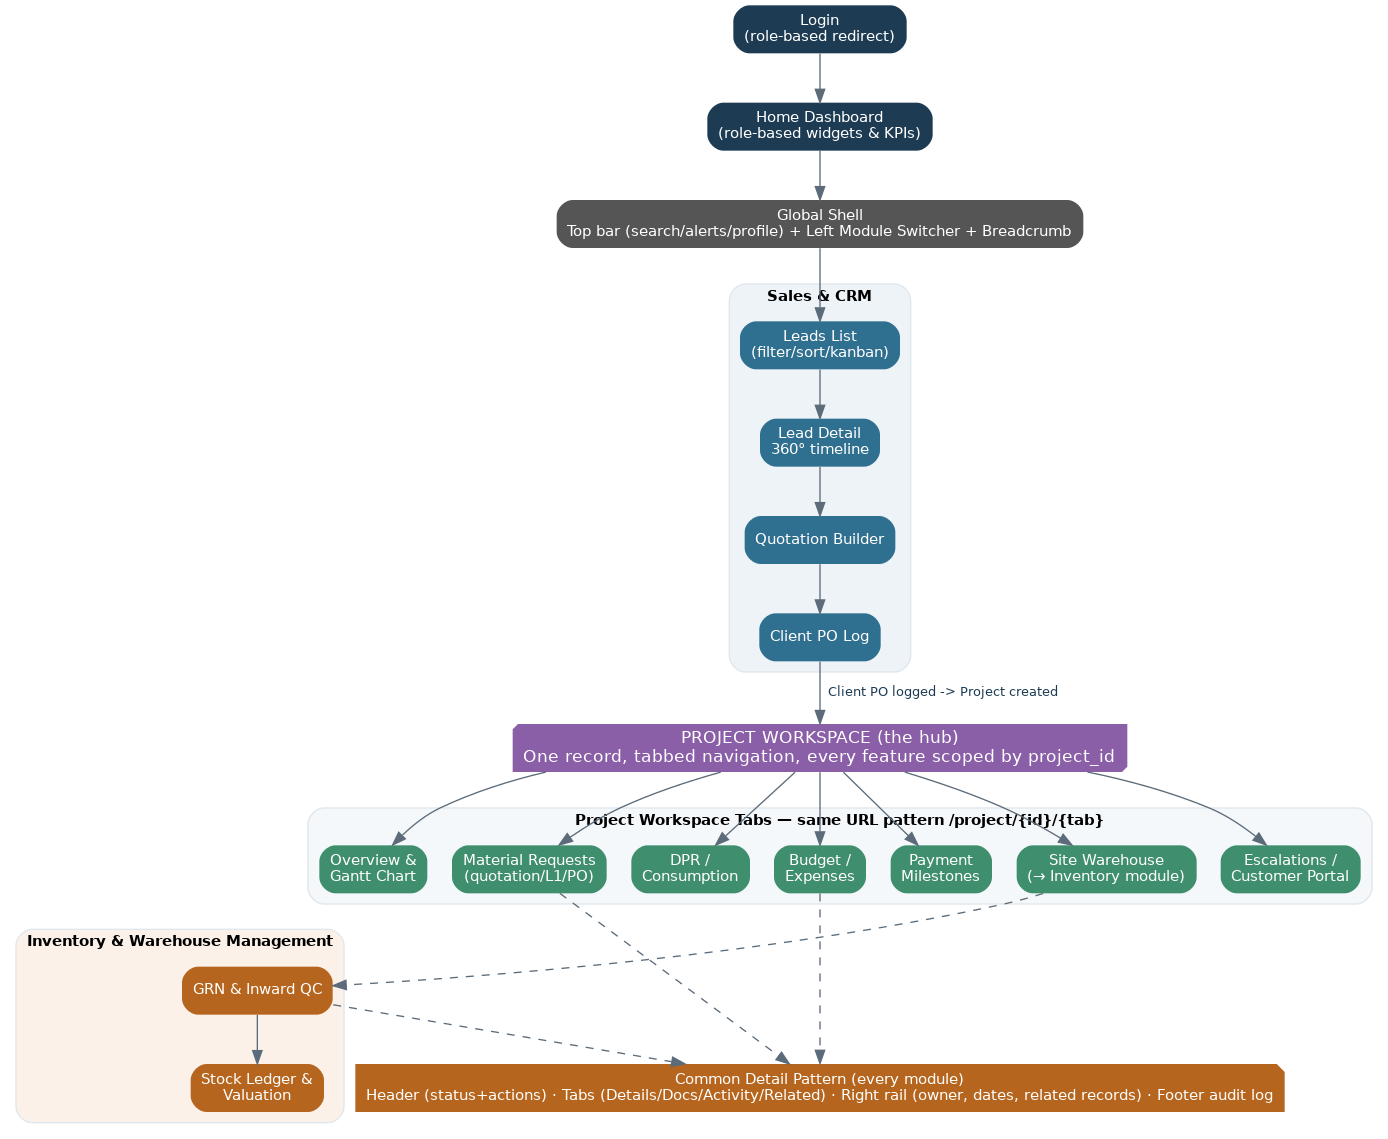 Login
(role-based redirect)
Home Dashboard
(role-based widgets & KPIs)
Global Shell
Top bar (search/alerts/profile) + Left Module Switcher + Breadcrumb
Sales & CRM
Leads List
(filter/sort/kanban)
Lead Detail
360° timeline
Quotation Builder
Client PO Log
Client PO logged -> Project created
PROJECT WORKSPACE (the hub)
One record, tabbed navigation, every feature scoped by project_id
Project Workspace Tabs — same URL pattern /project/{id}/{tab}
Overview &
Gantt Chart
Material Requests
(quotation/L1/PO)
DPR /
Consumption
Budget /
Expenses
Payment
Milestones
Site Warehouse
(→ Inventory module)
Escalations /
Customer Portal
Inventory & Warehouse Management
GRN & Inward QC
Stock Ledger &
Valuation
Common Detail Pattern (every module)
Header (status+actions) · Tabs (Details/Docs/Activity/Related) · Right rail (owner, dates, related records) · Footer audit log